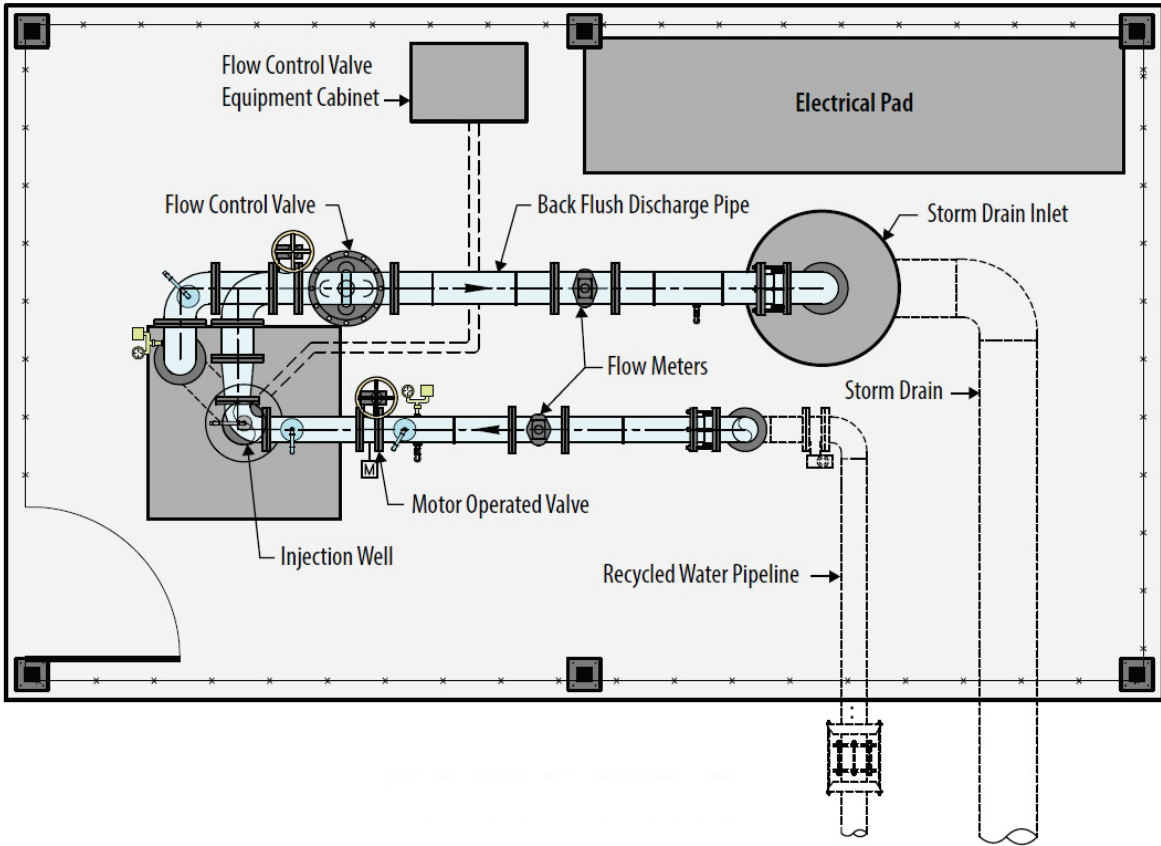 Flow Control Valve
Equipment Cabinet
Electrical Pad
Flow Control Valve
Back Flush Discharge Pipe
Storm Drain Inlet
Flow Meters
Storm Drain
M
Motor Operated Valve
Injection Well
Recycled Water Pipeline